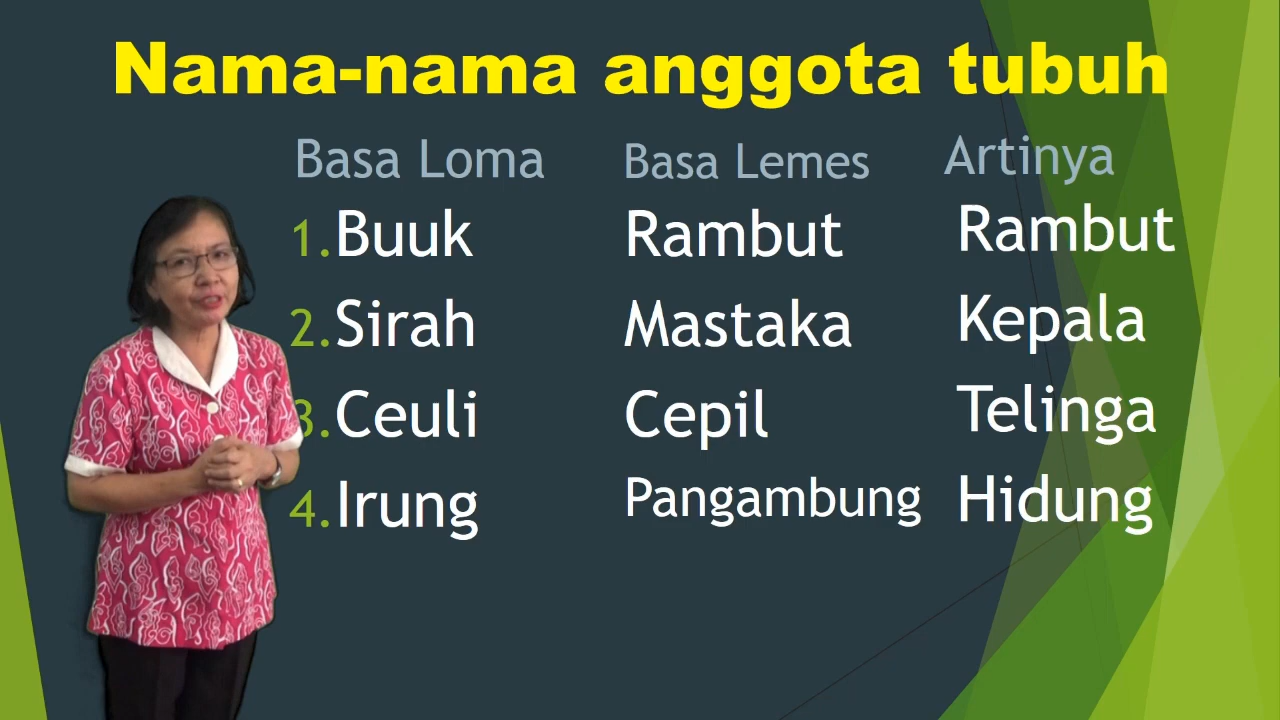 Nama-nama anggota tubuh
Basa Loma Basa Lemes Artinya
1.Buuk Rambut Rambut
2.Sirah Mastaka Kepala
3.Ceuli Cepil Telinga
4.Irung Pangambung Hidung